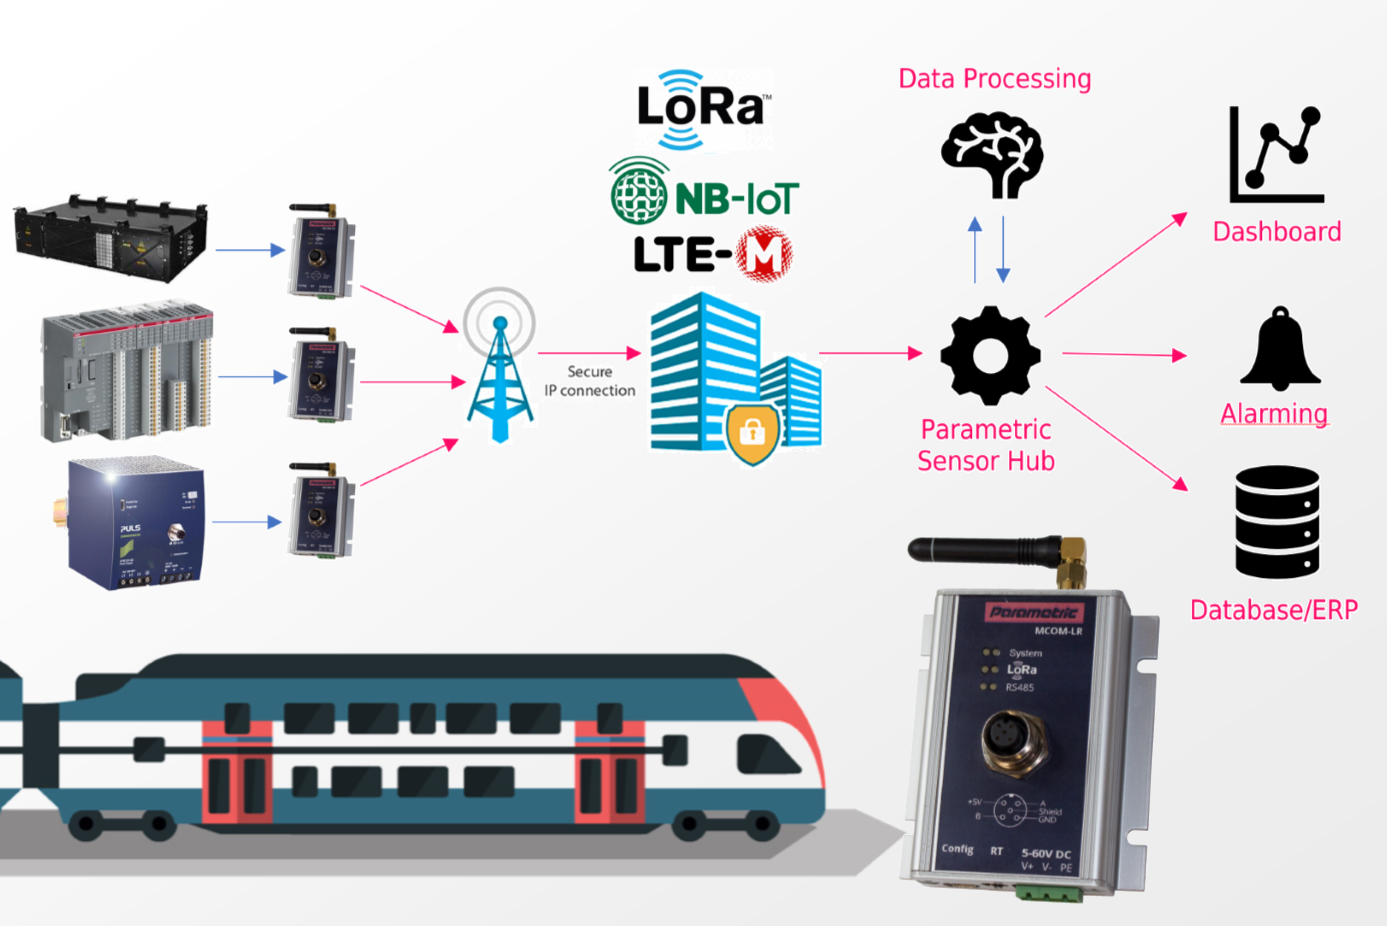 LoRa™
NB-IoT
LTE-M
Data Processing
Dashboard
Secure
IP connection
Parametric
Sensor Hub
Alarming
Database/ERP
PULS
Parametric
MCOM-LR
System
LoRa
RS485
+5V
A
Shield
B
GND
Config
RT
5-60V DC
V+ V- PE